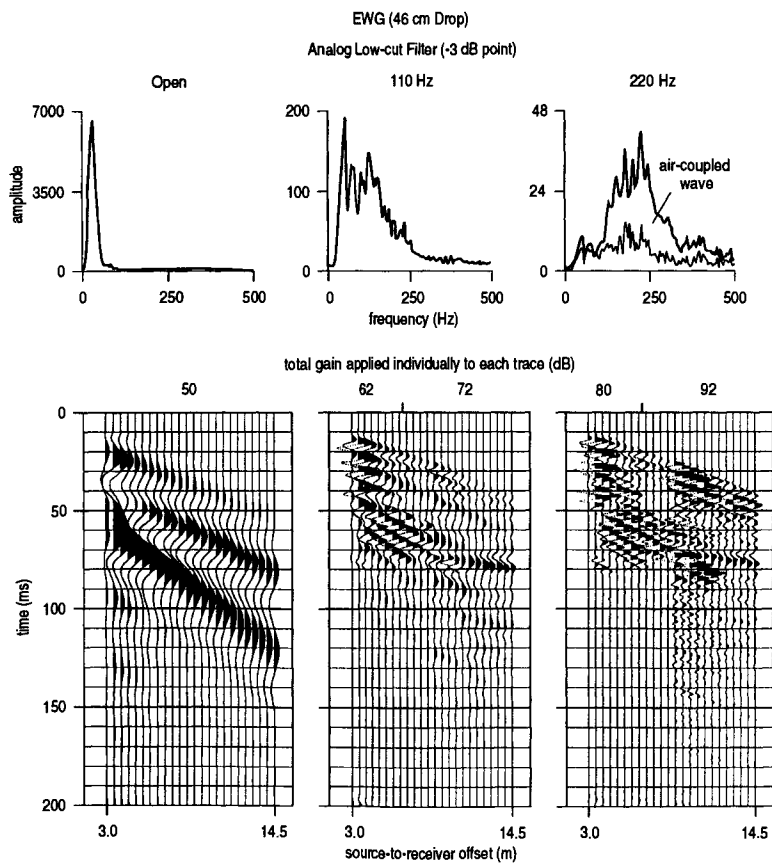 EWG (46 cm Drop)
Analog Low-cut Filter (-3 dB point)
Open
110 Hz
220 Hz
7000
3500
0
amplitude
0
250
500
200
100
0
0
250
500
frequency (Hz)
48
24
0
air-coupled
wave
0
250
500
total gain applied individually to each trace (dB)
50
62
72
80
92
0
50
100
150
200
time (ms)
3.0
14.5
3.0
14.5
3.0
14.5
source-to-receiver offset (m)